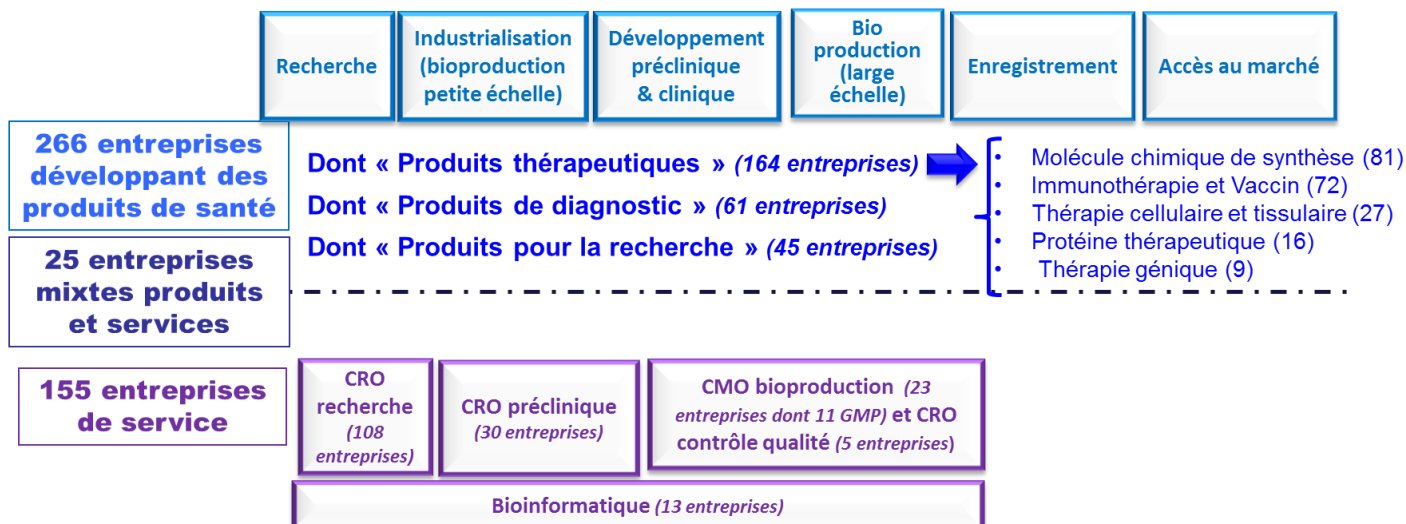 Recherche
Industrialisation
(bioproduction
petite échelle)
Développement
préclinique
& clinique
Bio
production
(large
échelle)
Enregistrement
Accès au marché
266 entreprises
développant des
produits de santé
25 entreprises
mixtes produits
et services
Dont « Produits thérapeutiques » (164 entreprises)
Dont « Produits de diagnostic » (61 entreprises)
Dont « Produits pour la recherche » (45 entreprises)
• Molécule chimique de synthèse (81)
• Immunothérapie et Vaccin (72)
• Thérapie cellulaire et tissulaire (27)
• Protéine thérapeutique (16)
• Thérapie génique (9)
155 entreprises
de service
CRO
recherche
(108
entreprises)
CRO préclinique
(30 entreprises)
CMO bioproduction (23
entreprises dont 11 GMP) et CRO
contrôle qualité (5 entreprises)
Bioinformatique (13 entreprises)